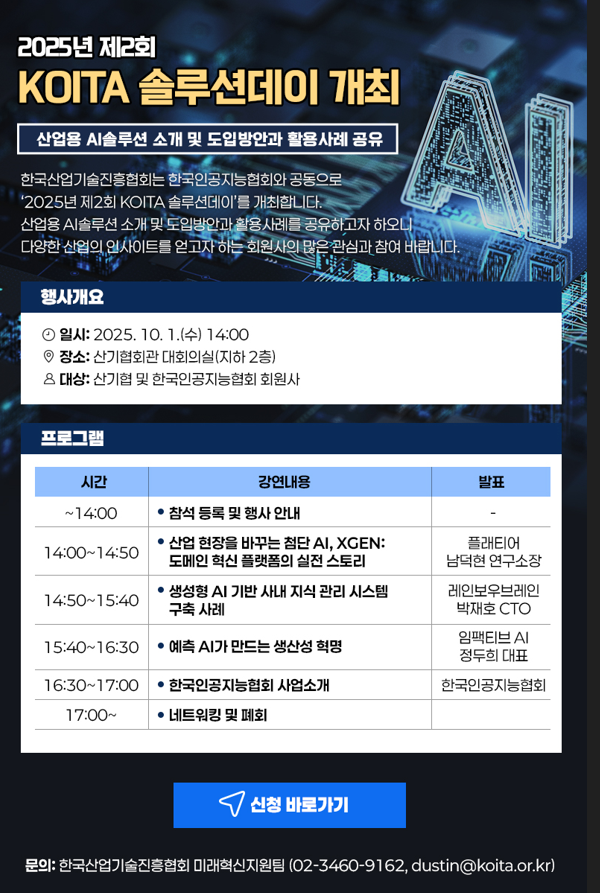 2025년 제2회
KOITA 솔루션데이 개최
산업용 AI솔루션 소개 및 도입방안과 활용사례 공유
한국산업기술진흥협회는 한국인공지능협회와 공동으로
‘2025년 제2회 KOITA 솔루션데이’를 개최합니다.
산업용 AI솔루션 소개 및 도입방안과 활용사례를 공유하고자 하오니
다양한 산업의 인사이트를 얻고자 하는 회원사의 많은 관심과 참여 바랍니다.
AI
행사개요
일시: 2025. 10. 1.(수) 14:00
장소: 산기협회관 대회의실(지하 2층)
대상: 산기협 및 한국인공지능협회 회원사
프로그램
시간 강연내용 발표
~14:00 • 참석 등록 및 행사 안내 -
14:00~14:50 • 산업 현장을 바꾸는 첨단 AI, XGEN:
도메인 혁신 플랫폼의 실전 스토리
플래티어
남덕현 연구소장
14:50~15:40 • 생성형 AI 기반 사내 지식 관리 시스템
구축 사례
레인보우브레인
박재호 CTO
15:40~16:30 • 예측 AI가 만드는 생산성 혁명
임팩티브 AI
정두희 대표
16:30~17:00 • 한국인공지능협회 사업소개 한국인공지능협회
17:00~ • 네트워킹 및 폐회
신청 바로가기
문의: 한국산업기술진흥협회 미래혁신지원팀 (02-3460-9162, dustin@koita.or.kr)